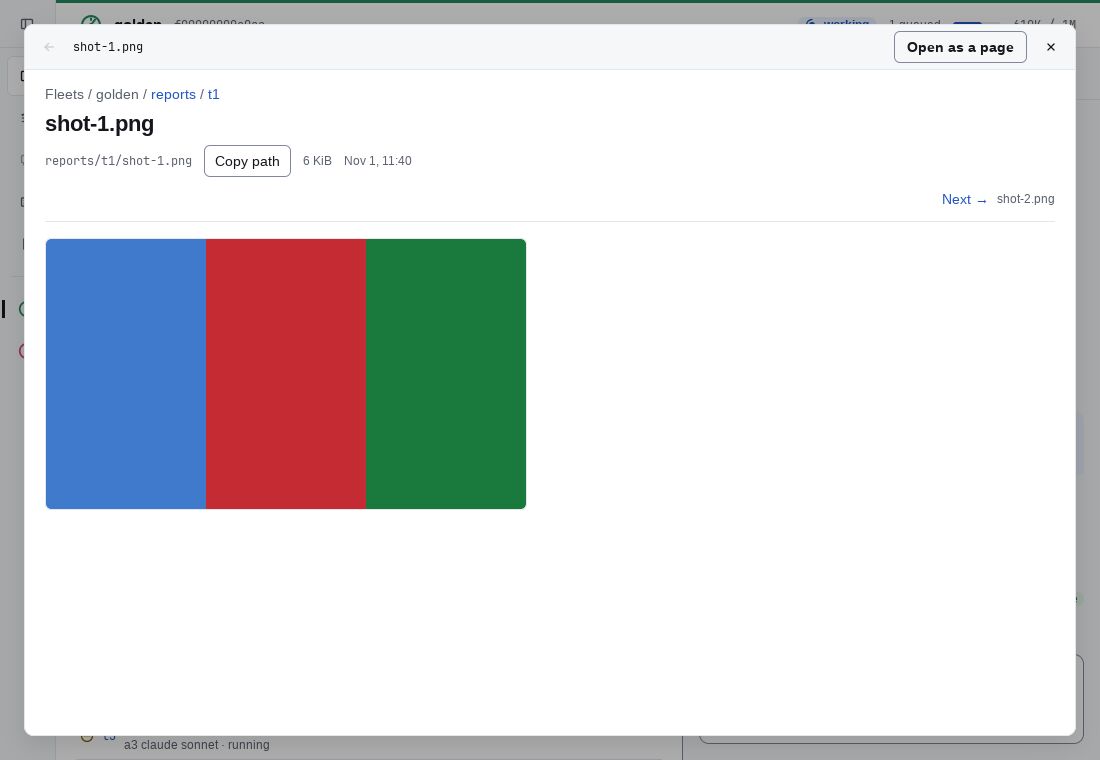 shot-1.png
Open as a page
Fleets / golden / reports / t1
shot-1.png
reports/t1/shot-1.png
Copy path
6 KiB
Nov 1, 11:40
Next →
shot-2.png
a3 claude sonnet · running